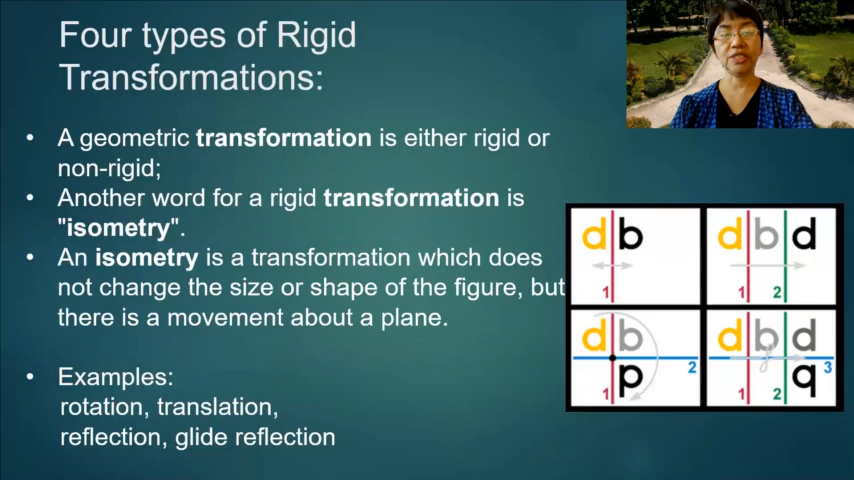 Four types of Rigid
Transformations:
• A geometric transformation is either rigid or
non-rigid;
• Another word for a rigid transformation is
"isometry".
• An isometry is a transformation which does
not change the size or shape of the figure, but
there is a movement about a plane.
• Examples:
rotation, translation,
reflection, glide reflection
d b
1
d b d
1 2
d b
2
1 p
d b d
3
1 2 q